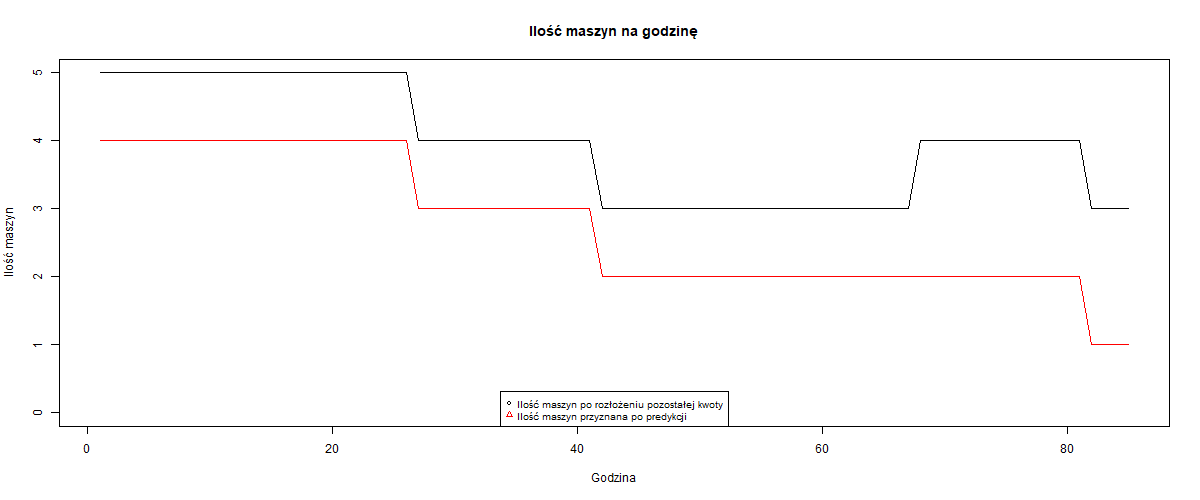 Ilość maszyn na godzinę
Ilość maszyn
5
4
3
2
1
0
Ilość maszyn po rozłożeniu pozostałej kwoty
Ilość maszyn przyznana po predykcji
0 20 40 60 80
Godzina